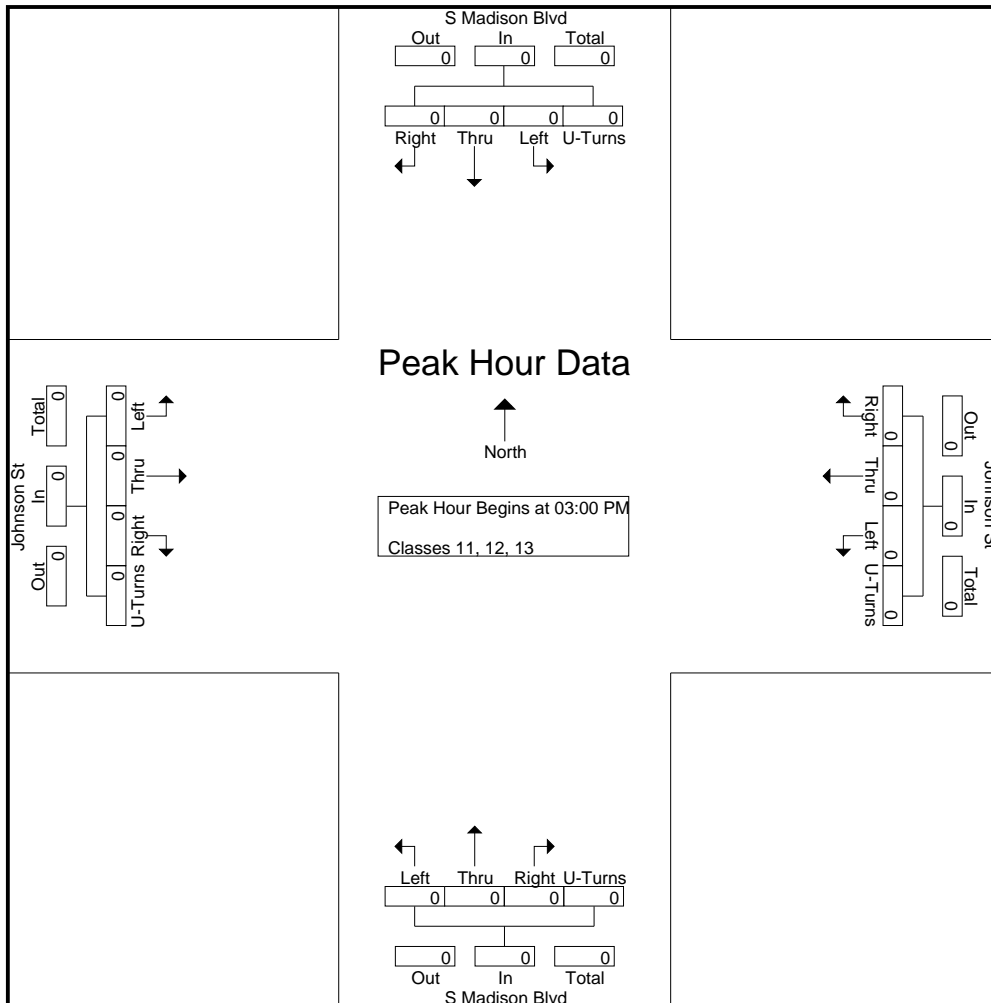 S Madison Blvd
Out In Total
0 0 0
0 0 0 0
Right Thru Left U-Turns
Peak Hour Data
North
Peak Hour Begins at 03:00 PM
Classes 11, 12, 13
Johnson St
Total In Out
0 0 0
0 0 0 0
Left Thru Right U-Turns
Johnson St
Out In Total
0 0 0
0 0 0 0
Right Thru Left U-Turns
Left Thru Right U-Turns
0 0 0 0
0 0 0
Out In Total
S Madison Blvd